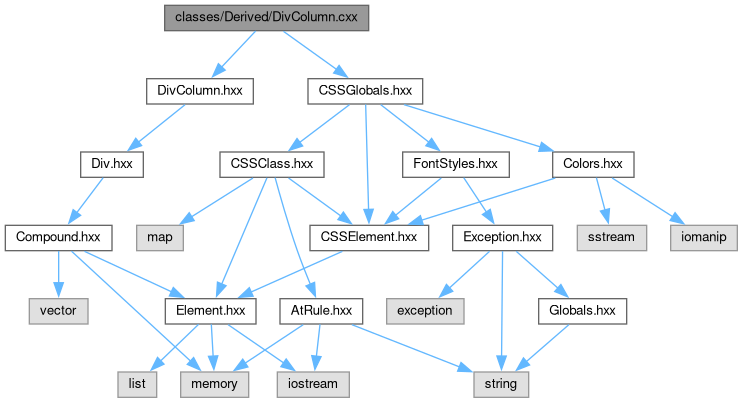 classes/Derived/DivColumn.cxx
DivColumn.hxx
CSSGlobals.hxx
Div.hxx
CSSClass.hxx
FontStyles.hxx
Colors.hxx
Compound.hxx
map
CSSElement.hxx
Exception.hxx
sstream
iomanip
vector
Element.hxx
AtRule.hxx
exception
Globals.hxx
list
memory
iostream
string